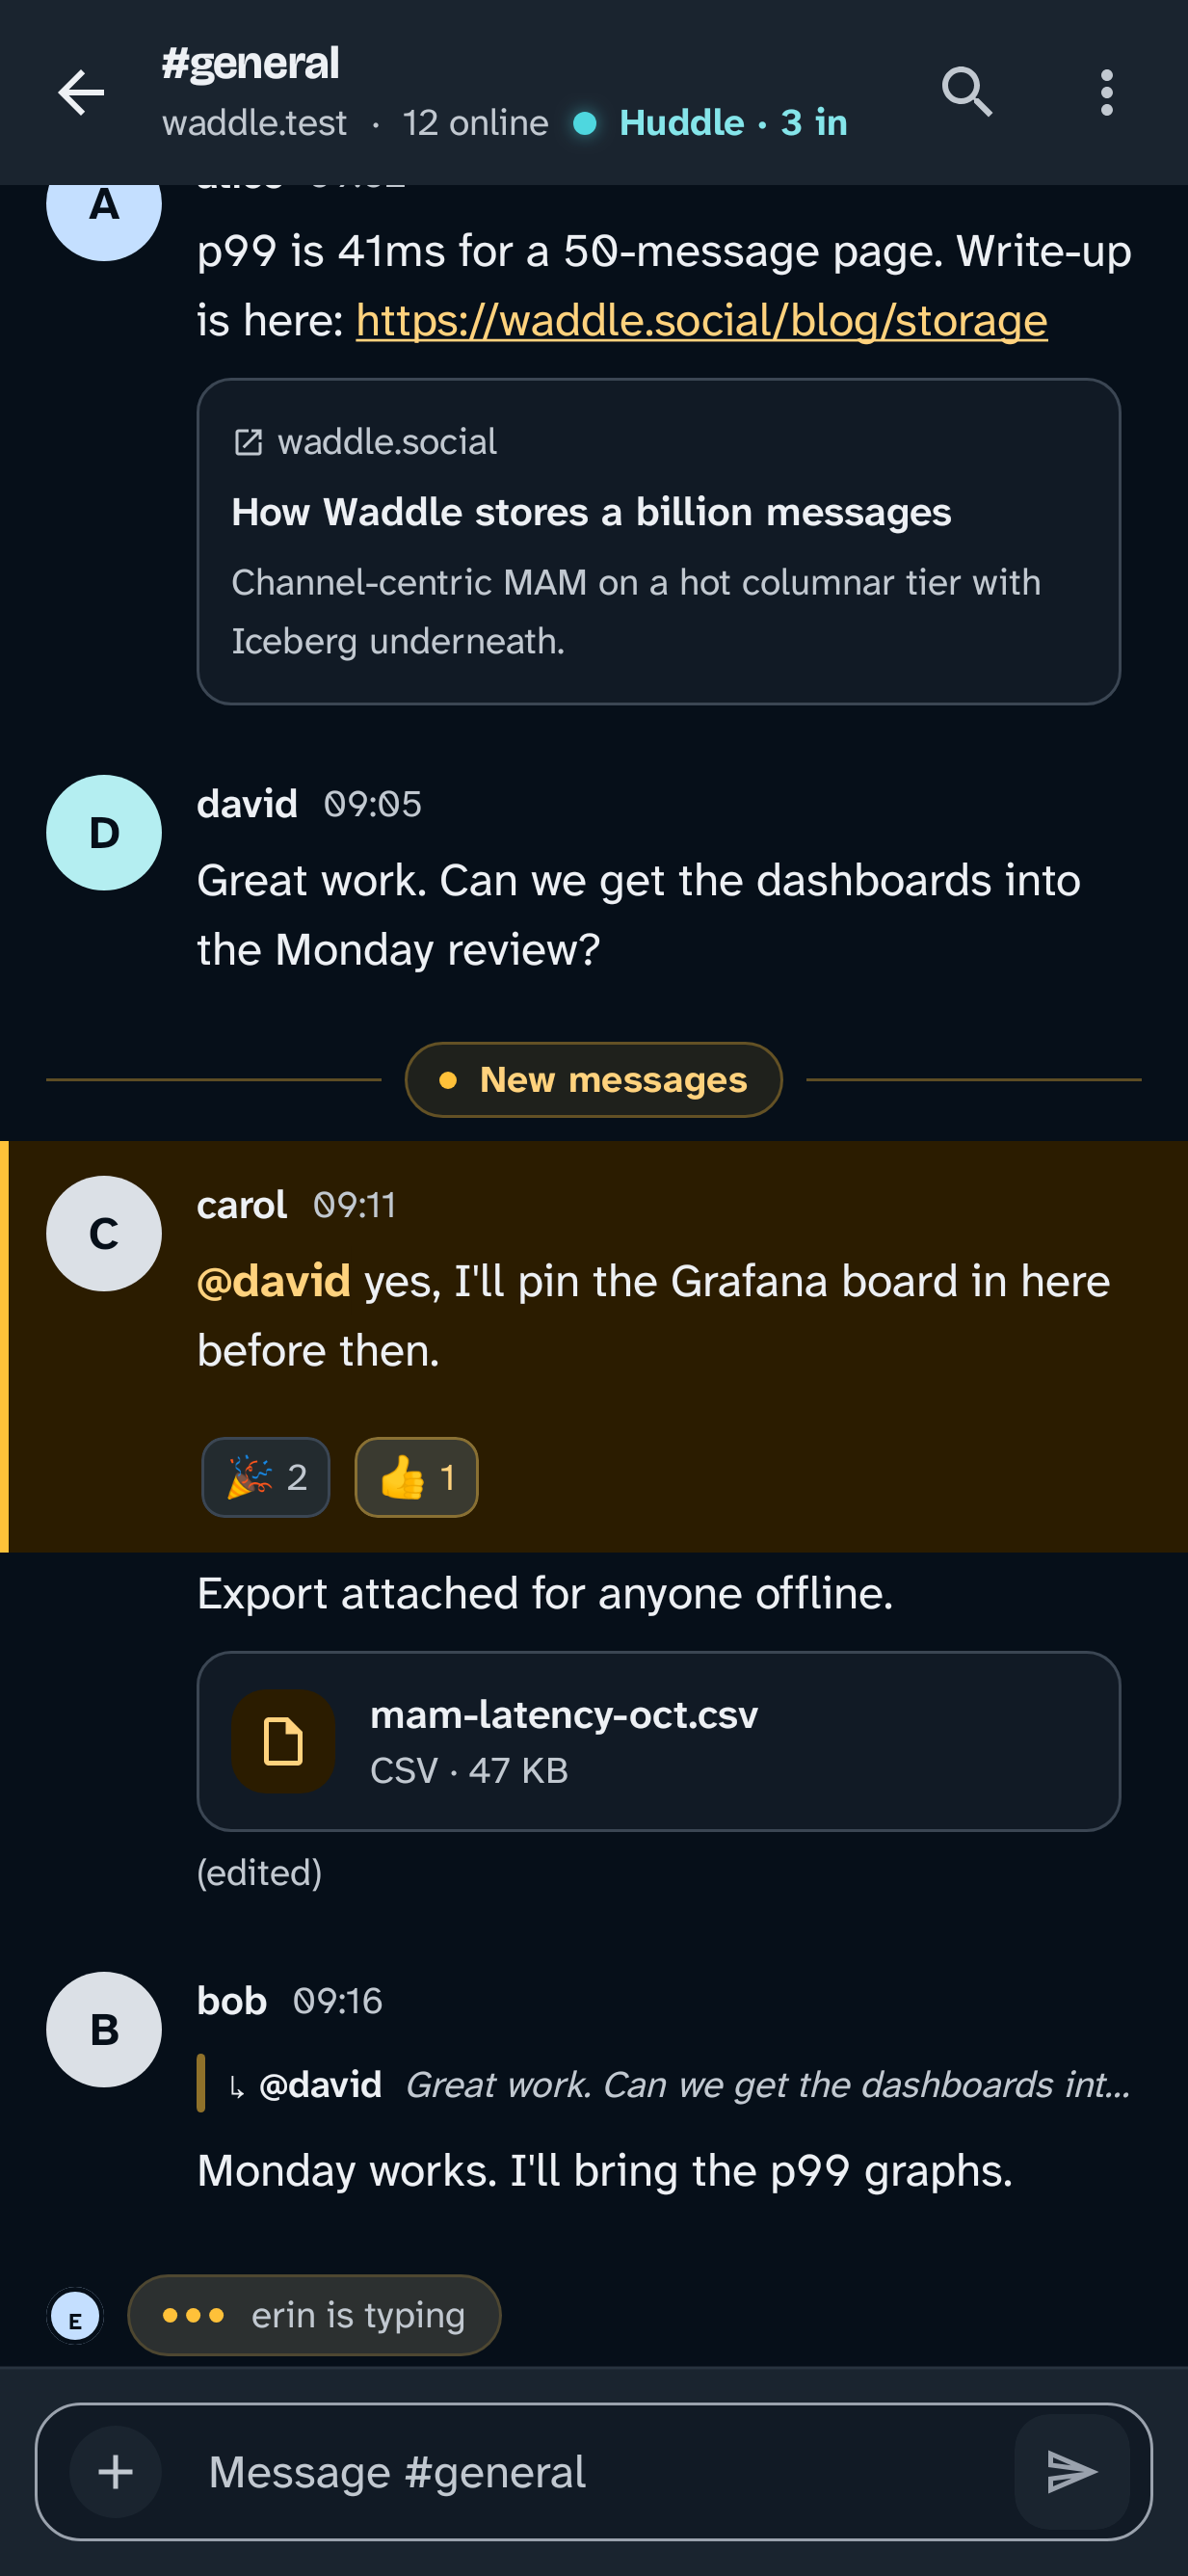 #general
waddle.test · 12 online Huddle · 3 in
A
p99 is 41ms for a 50-message page. Write-up
is here: https://waddle.social/blog/storage
waddle.social
How Waddle stores a billion messages
Channel-centric MAM on a hot columnar tier with
Iceberg underneath.
D
david 09:05
Great work. Can we get the dashboards into
the Monday review?
New messages
C
carol 09:11
@david yes, I'll pin the Grafana board in here
before then.
🎉 2 👍 1
Export attached for anyone offline.
mam-latency-oct.csv
CSV · 47 KB
(edited)
B
bob 09:16
↳ @david Great work. Can we get the dashboards int…
Monday works. I'll bring the p99 graphs.
E
erin is typing
Message #general